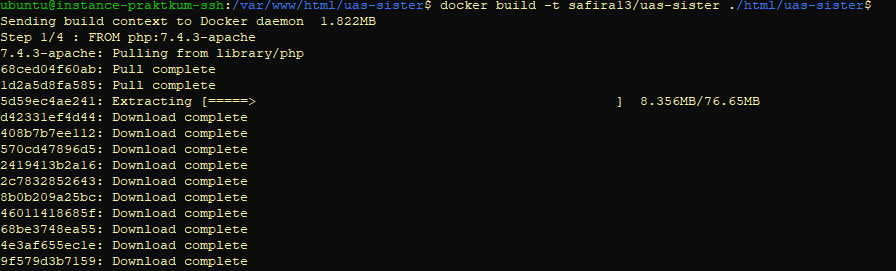 ubuntu@instance-praktkum-ssh:/var/www/html/uas-sister$ docker build -t safira13/uas-sister ./html/uas-sister$
Sending build context to Docker daemon  1.822MB
Step 1/4 : FROM php:7.4.3-apache
7.4.3-apache: Pulling from library/php
68ced04f60ab: Pull complete
1d2a5d8fa585: Pull complete
5d59ec4ae241: Extracting [=====>                                             ]  8.356MB/76.65MB
d42331ef4d44: Download complete
408b7b7ee112: Download complete
570cd47896d5: Download complete
2419413b2a16: Download complete
2c7832852643: Download complete
8b0b209a25bc: Download complete
46011418685f: Download complete
68be3748ea55: Download complete
4e3af655ec1e: Download complete
9f579d3b7159: Download complete